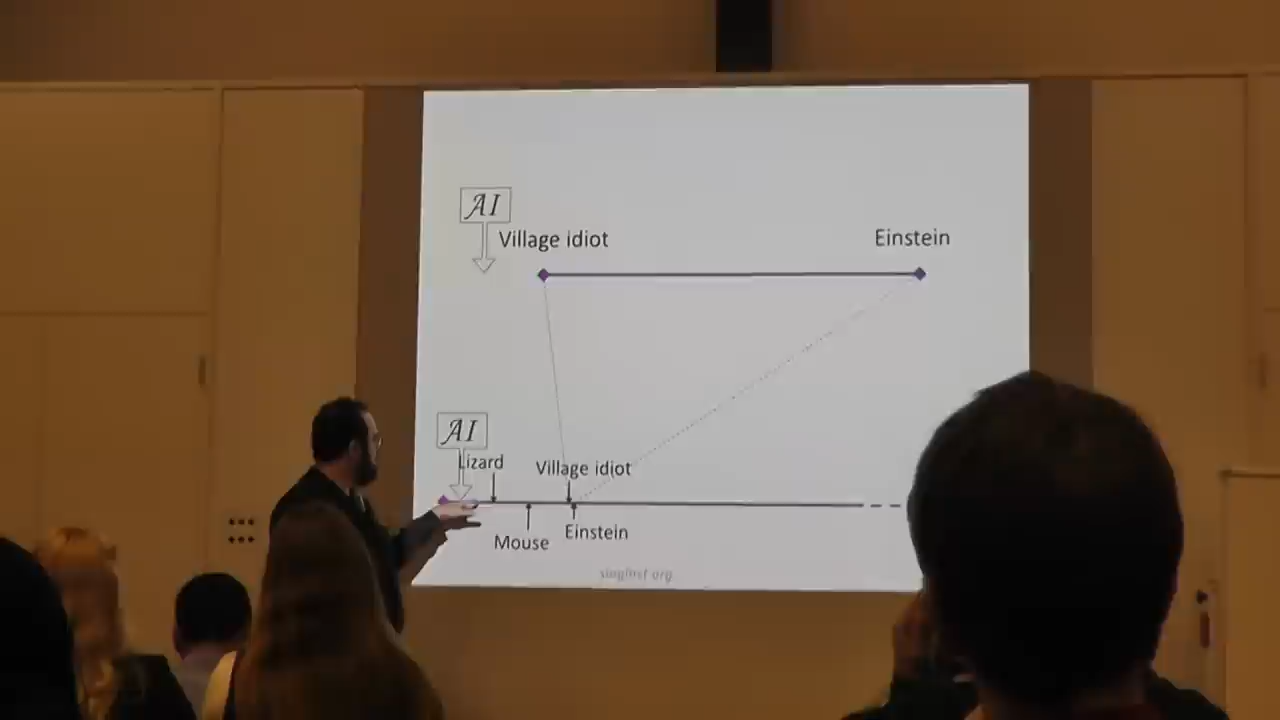 AI
Village idiot
Einstein
AI
Lizard
Village idiot
Mouse
Einstein
singinst.org